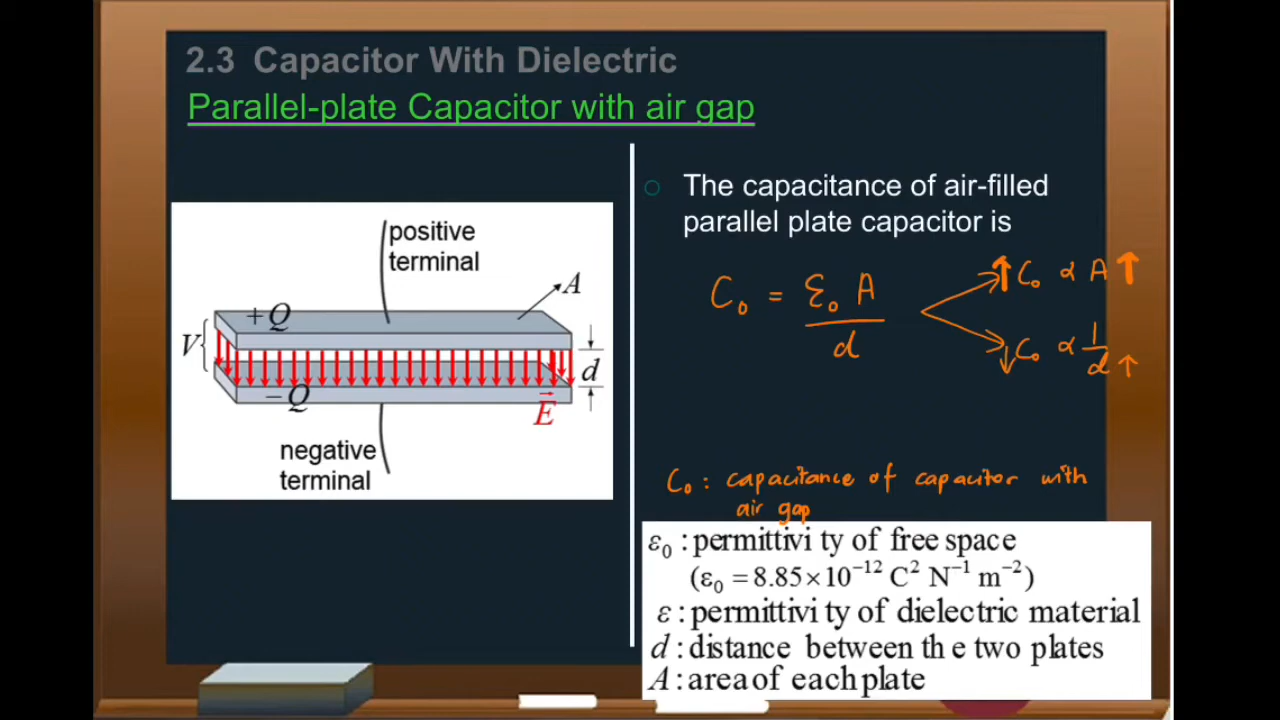 2.3 Capacitor With Dielectric
Parallel-plate Capacitor with air gap
positive
terminal
A
+Q
V
d
−Q
E⃗
negative
terminal
○ The capacitance of air-filled
parallel plate capacitor is
C₀ = ε₀ A / d
↑ C₀ ∝ A ↑
↓ C₀ ∝ 1/d ↑
C₀ : capacitance of capacitor with
air gap
ε₀ : permittivi ty of free space
(ε₀ = 8.85×10⁻¹² C² N⁻¹ m⁻²)
ε : permittivi ty of dielectric material
d : distance between th e two plates
A : area of each plate